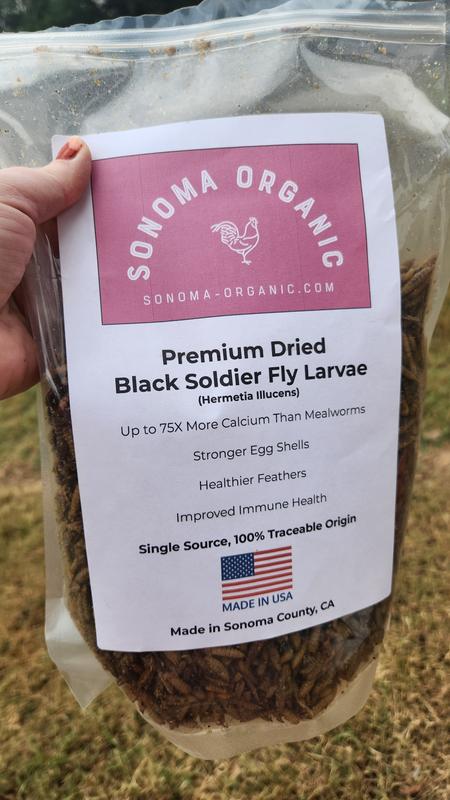 SONOMA ORGANIC
SONOMA-ORGANIC.COM
Premium Dried
Black Soldier Fly Larvae
(Hermetia Illucens)
Up to 75X More Calcium Than Mealworms
Stronger Egg Shells
Healthier Feathers
Improved Immune Health
Single Source, 100% Traceable Origin
MADE IN USA
Made in Sonoma County, CA